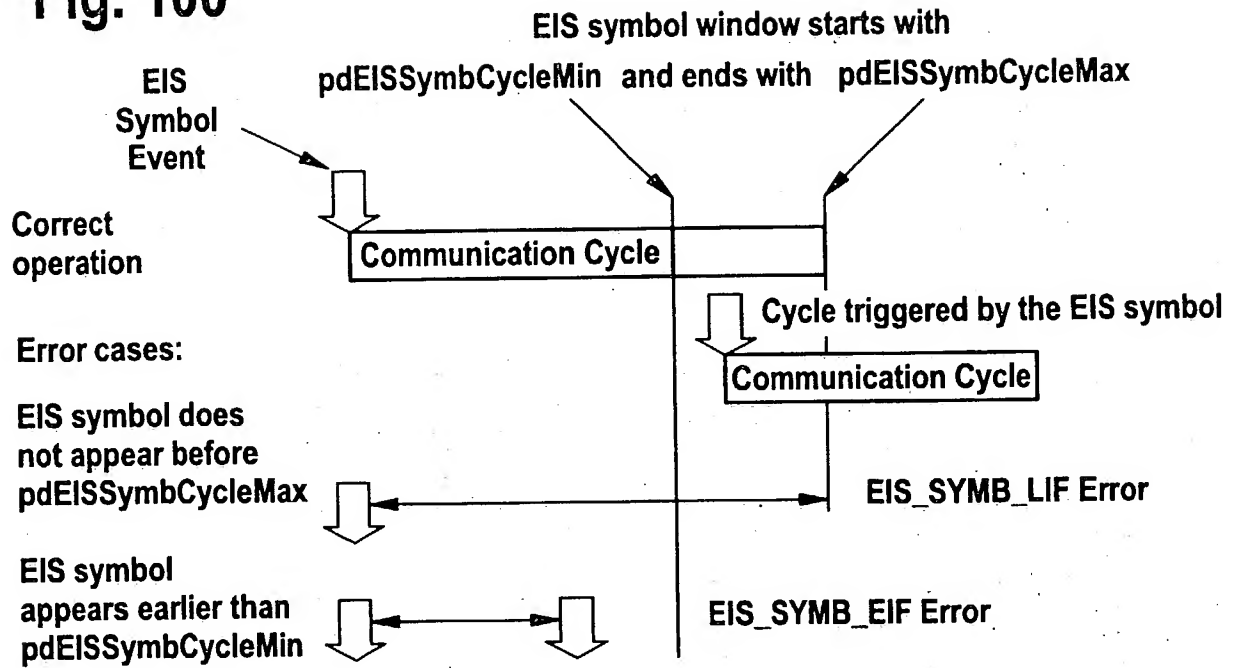 Fig. 100
EIS symbol window starts with
pdEISSymbCycleMin and ends with pdEISSymbCycleMax
EIS
Symbol
Event
Correct
operation
Communication Cycle
Cycle triggered by the EIS symbol
Communication Cycle
Error cases:
EIS symbol does
not appear before
pdEISSymbCycleMax
EIS_SYMB_LIF Error
EIS symbol
appears earlier than
pdEISSymbCycleMin
EIS_SYMB_EIF Error